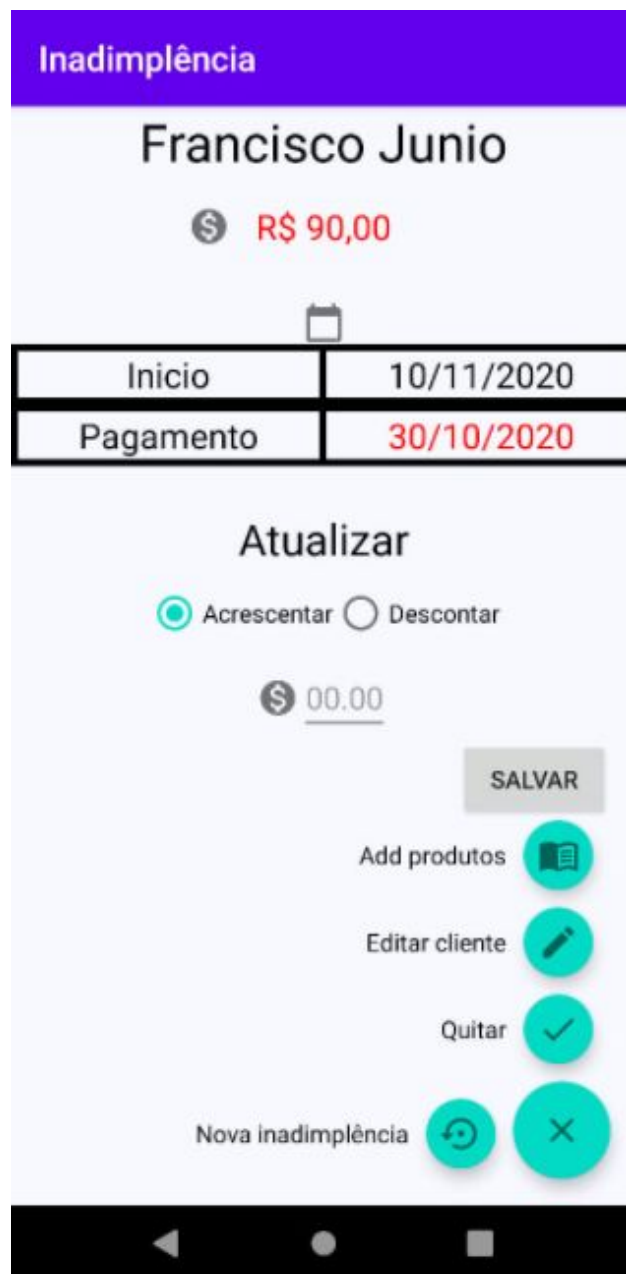 Inadimplência
Francisco Junio
R$ 90,00
Inicio 10/11/2020
Pagamento 30/10/2020
Atualizar
Acrescentar Descontar
00.00
SALVAR
Add produtos
Editar cliente
Quitar
Nova inadimplência